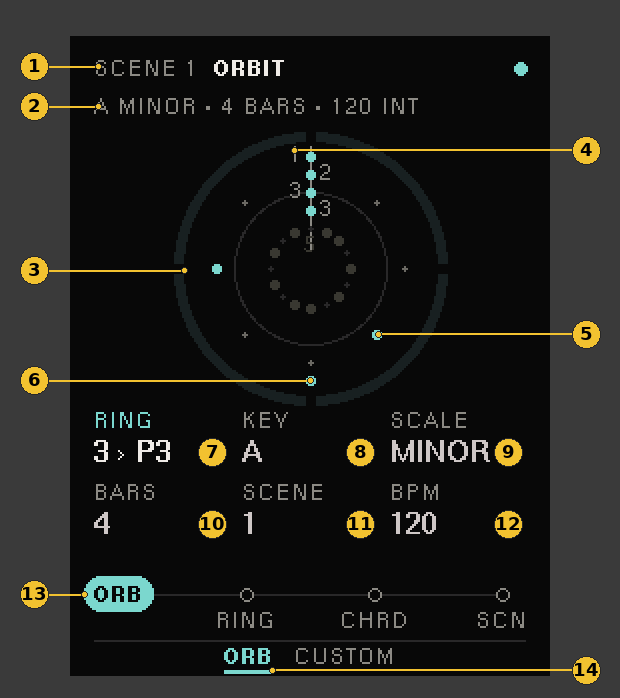 1 SCENE 1 ORBIT
2 A MINOR · 4 BARS · 120 INT
1 4
2
3
3
5
3
5
6
RING KEY SCALE
3 › P3 7 A 8 MINOR 9
BARS SCENE BPM
4 10 1 11 120 12
13 ORB
RING CHRD SCN
ORB CUSTOM
14